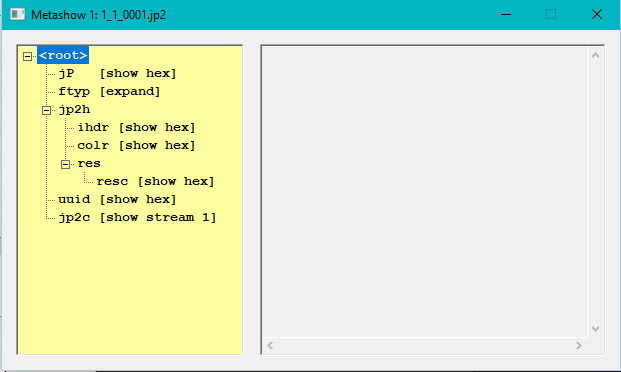 Metashow 1: 1_1_0001.jp2
<root>
jP [show hex]
ftyp [expand]
jp2h
ihdr [show hex]
colr [show hex]
res
resc [show hex]
uuid [show hex]
jp2c [show stream 1]